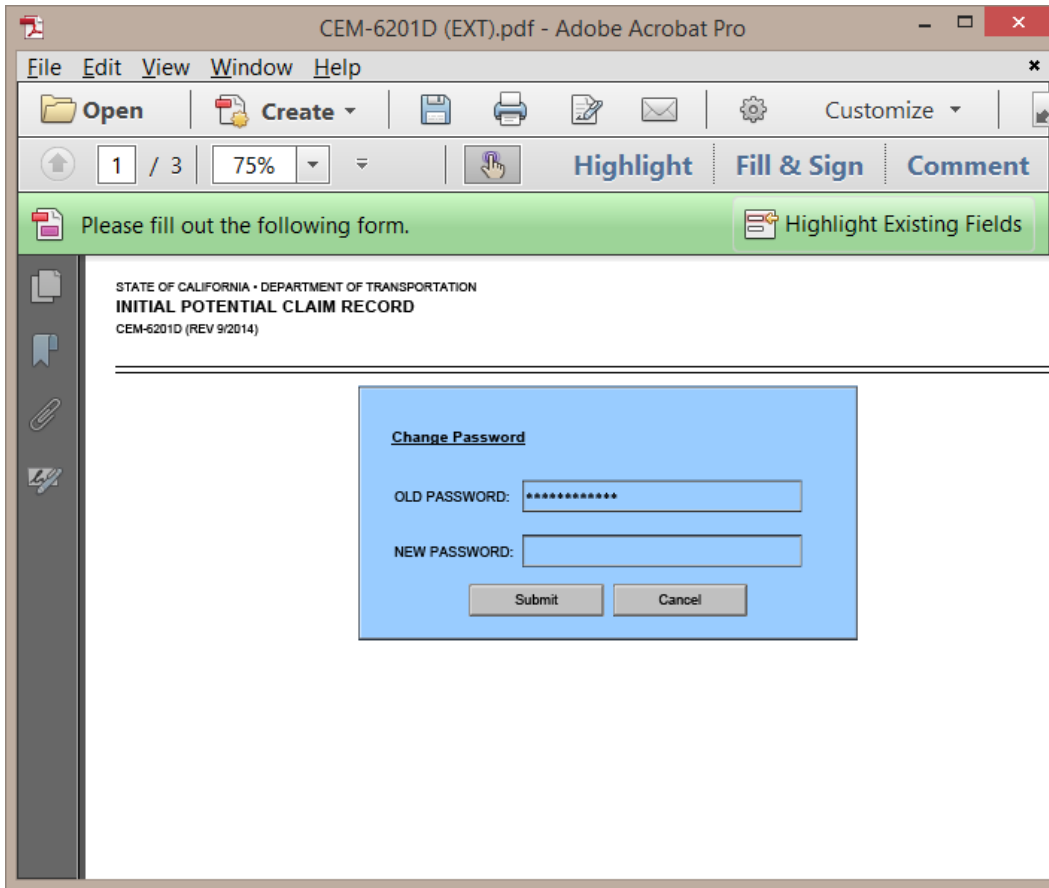 CEM-6201D (EXT).pdf - Adobe Acrobat Pro
File Edit View Window Help
Open Create Customize
1 / 3 75% Highlight Fill & Sign Comment
Please fill out the following form. Highlight Existing Fields
STATE OF CALIFORNIA • DEPARTMENT OF TRANSPORTATION
INITIAL POTENTIAL CLAIM RECORD
CEM-6201D (REV 9/2014)
Change Password
OLD PASSWORD: ************
NEW PASSWORD:
Submit Cancel